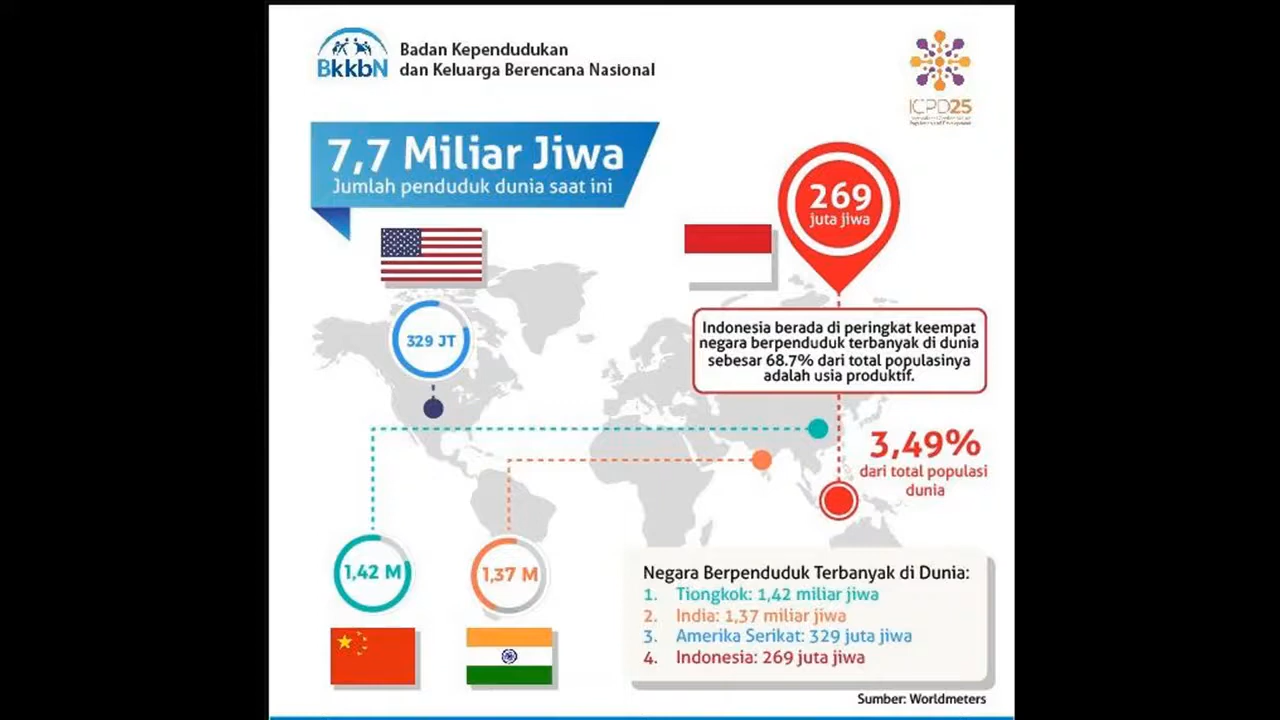 BkkbN
Badan Kependudukan
dan Keluarga Berencana Nasional
ICPD25
7,7 Miliar Jiwa
Jumlah penduduk dunia saat ini
269
juta jiwa
329 JT
Indonesia berada di peringkat keempat
negara berpenduduk terbanyak di dunia
sebesar 68.7% dari total populasinya
adalah usia produktif.
3,49%
dari total populasi
dunia
1,42 M
1,37 M
Negara Berpenduduk Terbanyak di Dunia:
1. Tiongkok: 1,42 miliar jiwa
2. India: 1,37 miliar jiwa
3. Amerika Serikat: 329 juta jiwa
4. Indonesia: 269 juta jiwa
Sumber: Worldmeters